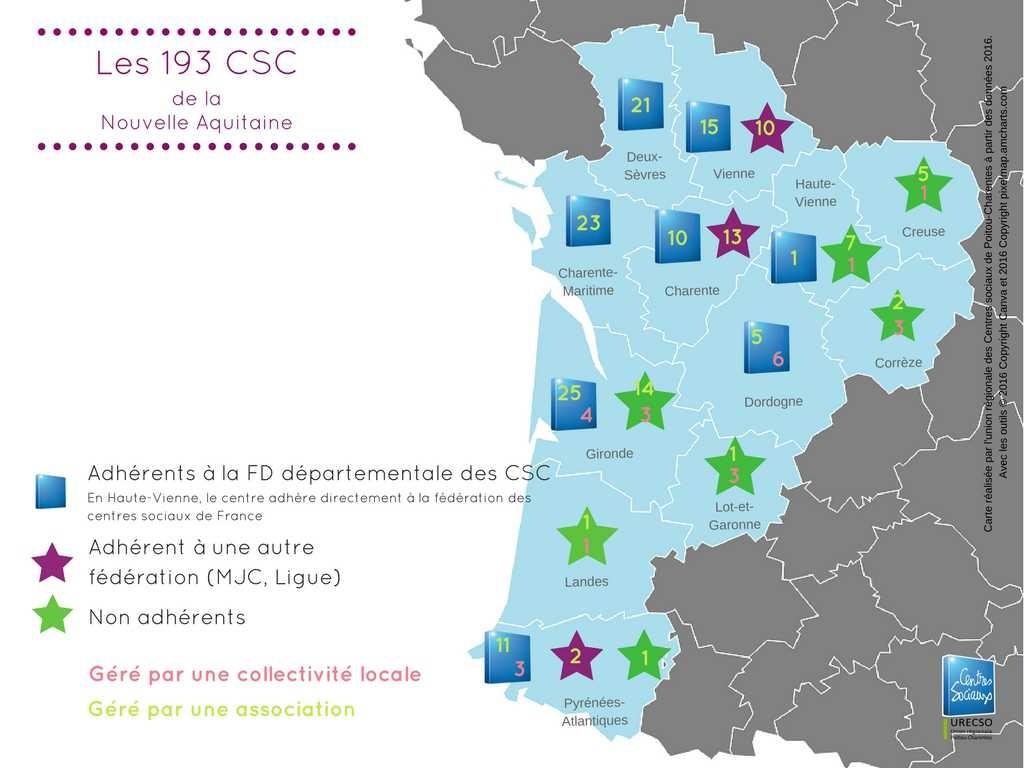 Les 193 CSC
de la
Nouvelle Aquitaine
21
Deux-
Sèvres
15
10
Vienne
Haute-
Vienne
5
1
Creuse
23
Charente-
Maritime
10
13
Charente
1
7
1
2
3
Corrèze
5
6
Dordogne
25
4
14
3
Gironde
1
3
Lot-et-
Garonne
1
1
Landes
11
3
2
1
Pyrénées-
Atlantiques
Adhérents à la FD départementale des CSC
En Haute-Vienne, le centre adhère directement à la fédération des
centres sociaux de France
Adhérent à une autre
fédération (MJC, Ligue)
Non adhérents
Géré par une collectivité locale
Géré par une association
Carte réalisée par l'union régionale des Centres sociaux de Poitou-Charentes à partir des données 2016.
Avec les outils © 2016 Copyright Canva et 2016 Copyright pixelmap.amcharts.com
Centres
Sociaux
URECSO